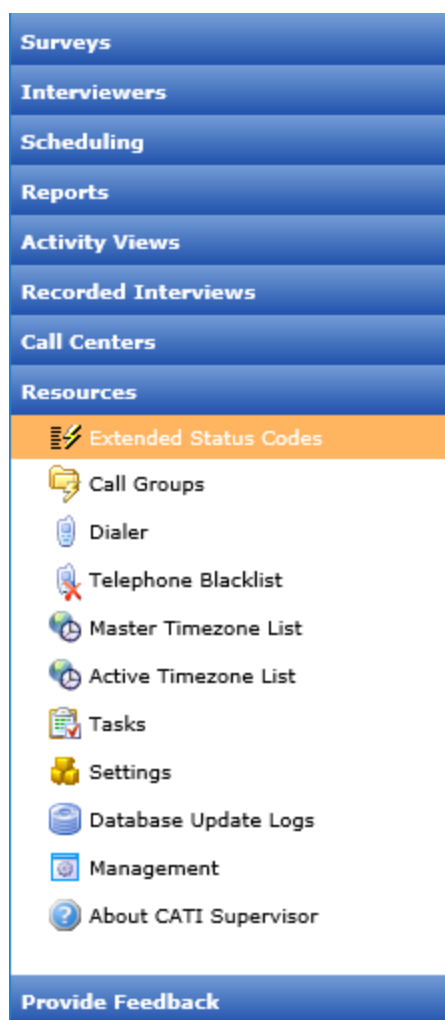 Surveys
Interviewers
Scheduling
Reports
Activity Views
Recorded Interviews
Call Centers
Resources
Extended Status Codes
Call Groups
Dialer
Telephone Blacklist
Master Timezone List
Active Timezone List
Tasks
Settings
Database Update Logs
Management
About CATI Supervisor
Provide Feedback